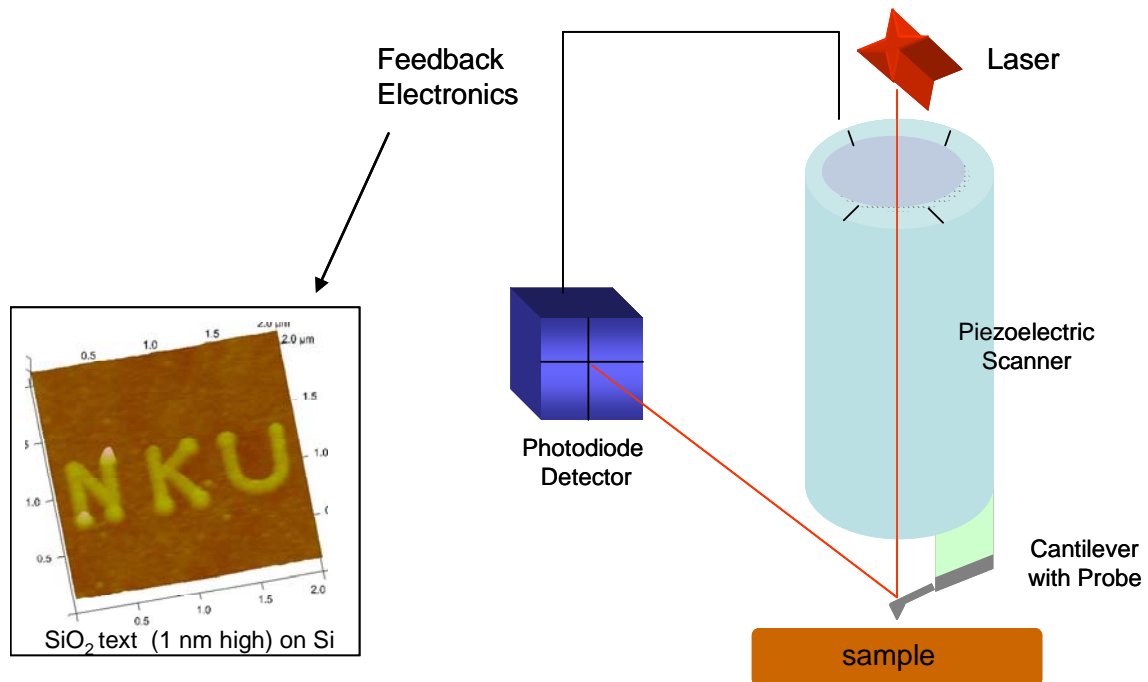 Feedback
Electronics
Laser
Piezoelectric
Scanner
Photodiode
Detector
Cantilever
with Probe
sample
0.5 1.0 1.5 2.0 µm
2.0 µm
1.5
1.0
1.0
0.5
0.5 1.0 1.5 2.0
NKU
SiO₂ text (1 nm high) on Si